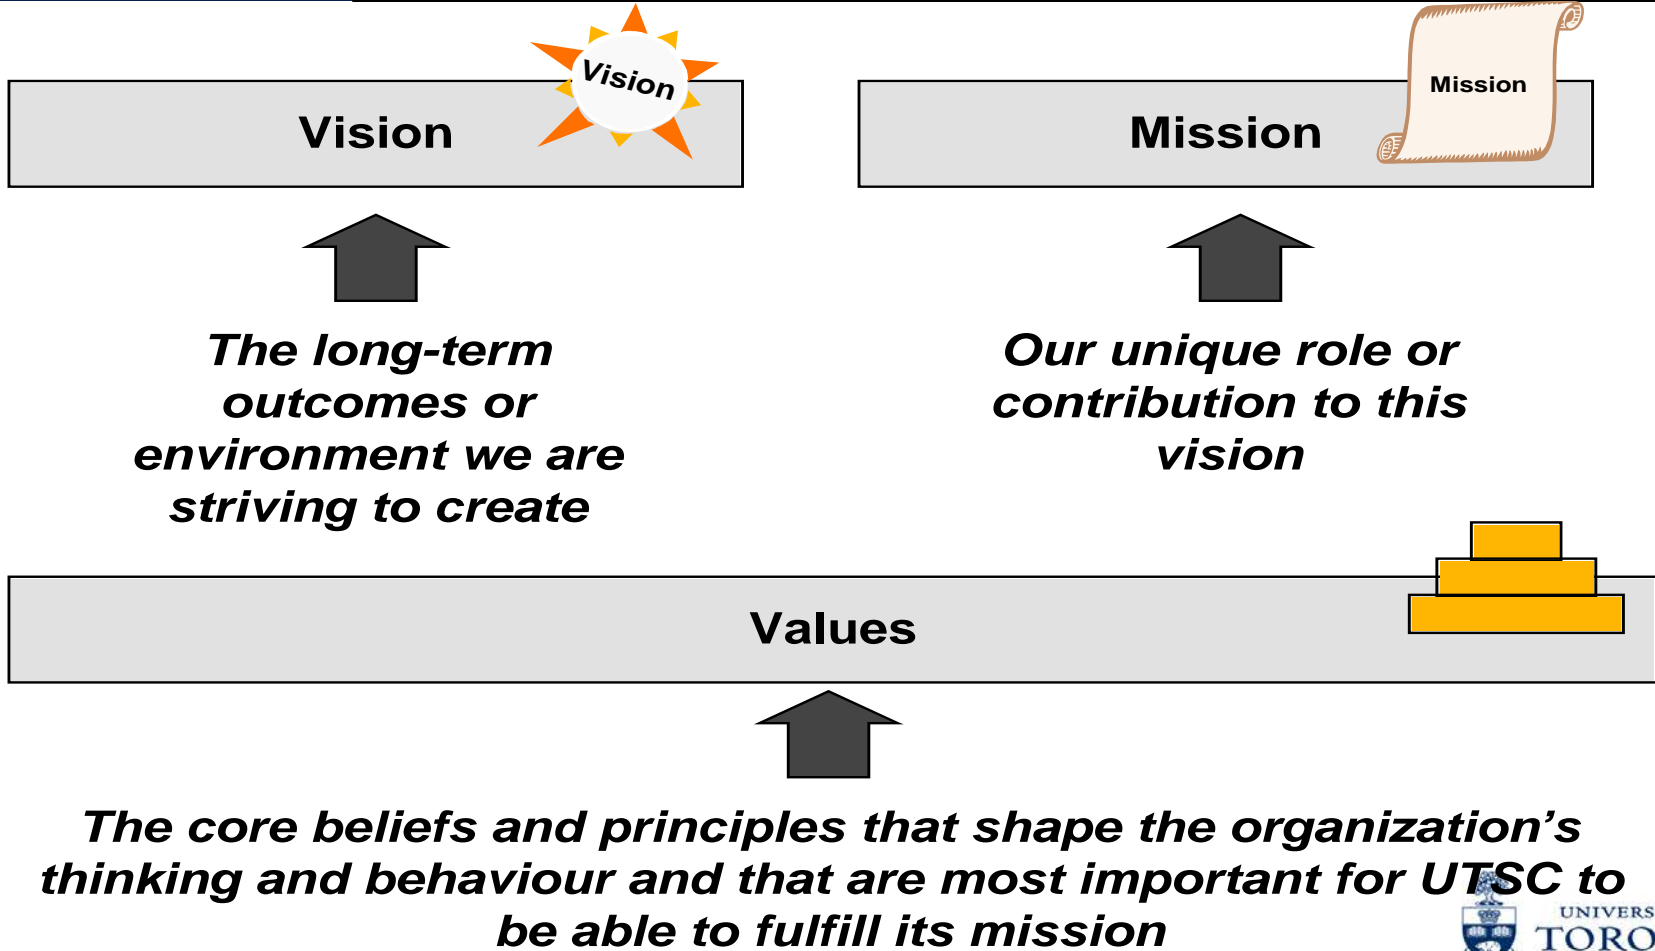 Vision
Vision
The long-term
outcomes or
environment we are
striving to create
Mission
Mission
Our unique role or
contribution to this
vision
Values
The core beliefs and principles that shape the organization’s
thinking and behaviour and that are most important for UTSC to
be able to fulfill its mission
UNIVERS
TORO